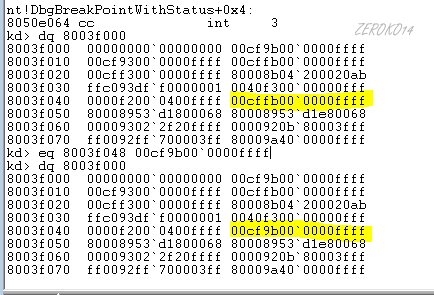 nt!DbgBreakPointWithStatus+0x4:
8050e064 cc              int     3
ZEROK014
kd> dq 8003f000
8003f000  00000000`00000000 00cf9b00`0000ffff
8003f010  00cf9300`0000ffff 00cffb00`0000ffff
8003f020  00cff300`0000ffff 80008b04`200020ab
8003f030  ffc093df`f0000001 0040f300`00000fff
8003f040  0000f200`0400ffff 00cffb00`0000ffff
8003f050  80008953`d1800068 80008953`d1e80068
8003f060  00009302`2f20ffff 0000920b`80003fff
8003f070  ff0092ff`700003ff 80009a40`0000ffff
kd> eq 8003f048 00cf9b00`0000ffff
kd> dq 8003f000
8003f000  00000000`00000000 00cf9b00`0000ffff
8003f010  00cf9300`0000ffff 00cffb00`0000ffff
8003f020  00cff300`0000ffff 80008b04`200020ab
8003f030  ffc093df`f0000001 0040f300`00000fff
8003f040  0000f200`0400ffff 00cf9b00`0000ffff
8003f050  80008953`d1800068 80008953`d1e80068
8003f060  00009302`2f20ffff 0000920b`80003fff
8003f070  ff0092ff`700003ff 80009a40`0000ffff